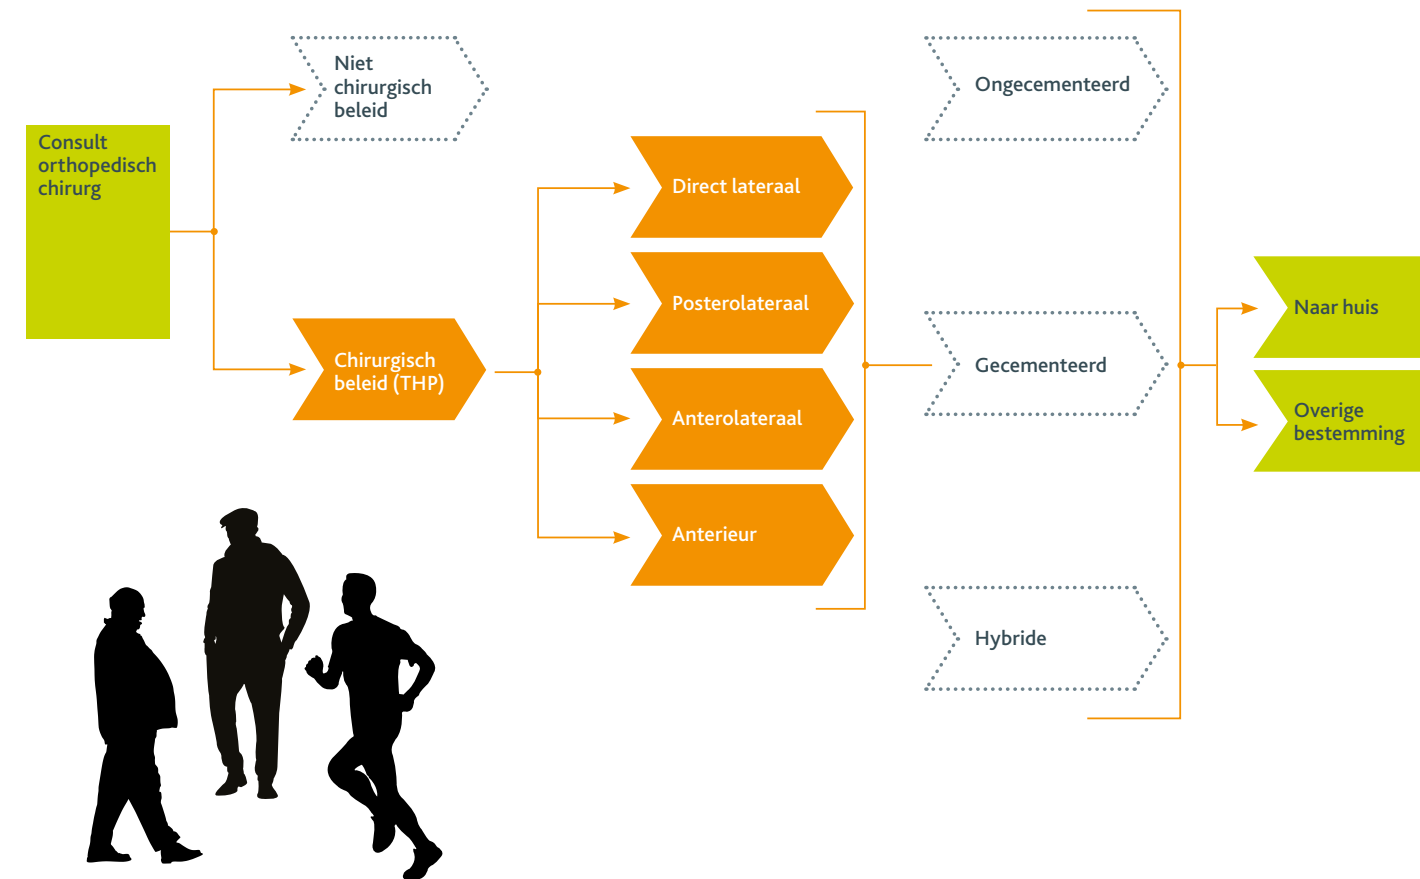 Consult
orthopedisch
chirurg
Niet
chirurgisch
beleid
Chirurgisch
beleid (THP)
Direct lateraal
Posterolateraal
Anterolateraal
Anterieur
Ongecementeerd
Gecementeerd
Hybride
Naar huis
Overige
bestemming